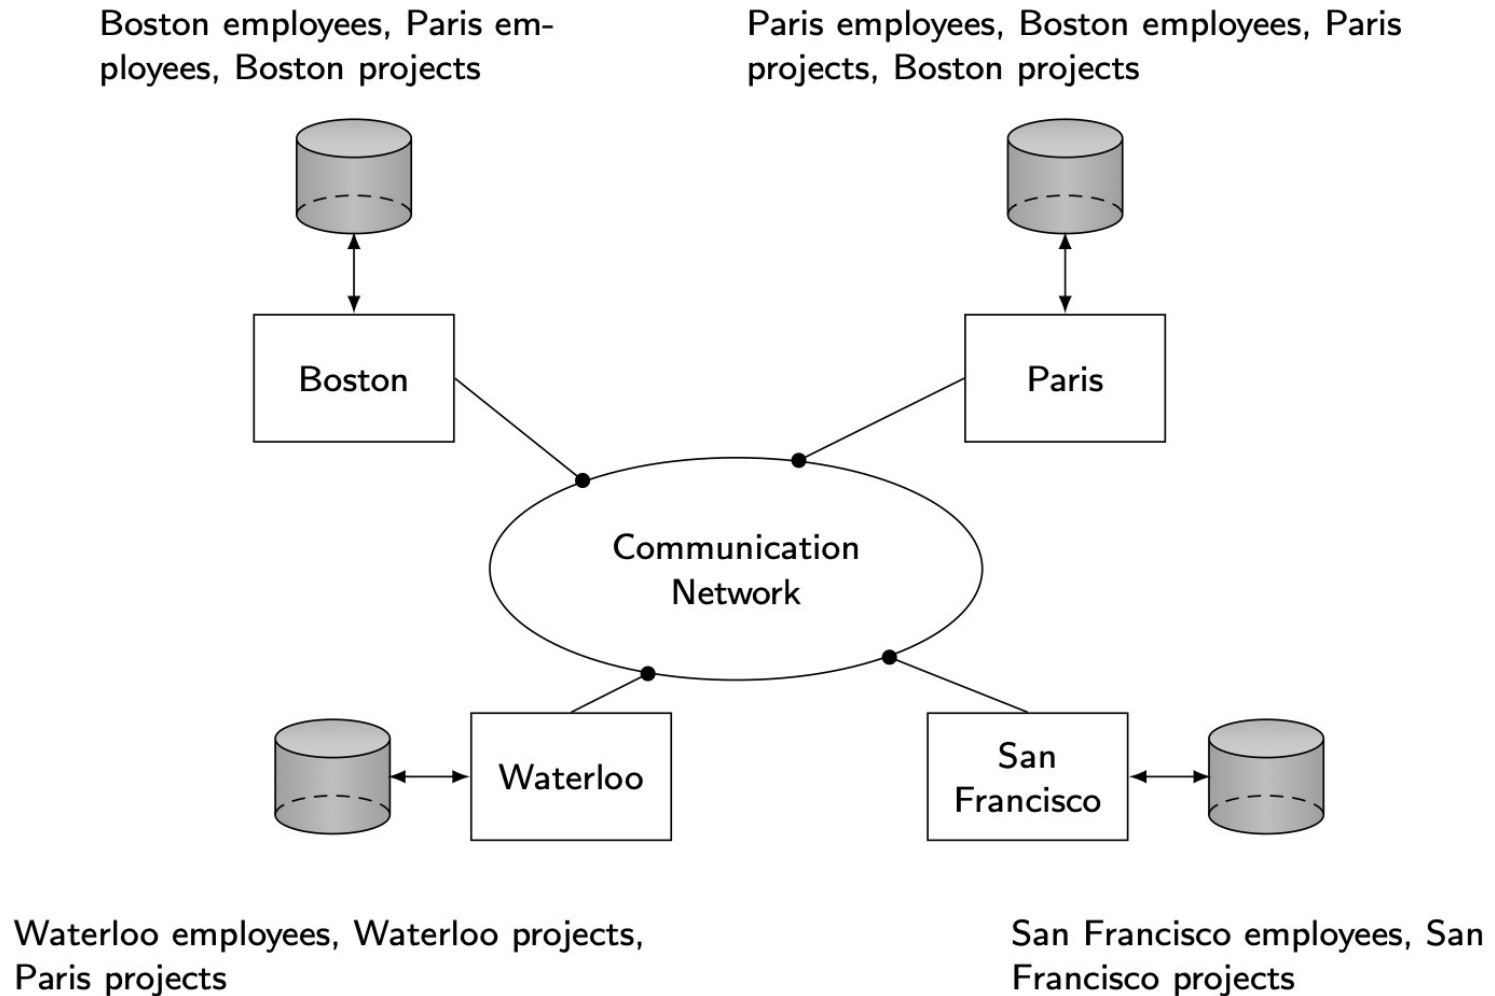 Boston employees, Paris em-
ployees, Boston projects
Paris employees, Boston employees, Paris
projects, Boston projects
Boston
Paris
Communication
Network
Waterloo
San
Francisco
Waterloo employees, Waterloo projects,
Paris projects
San Francisco employees, San
Francisco projects